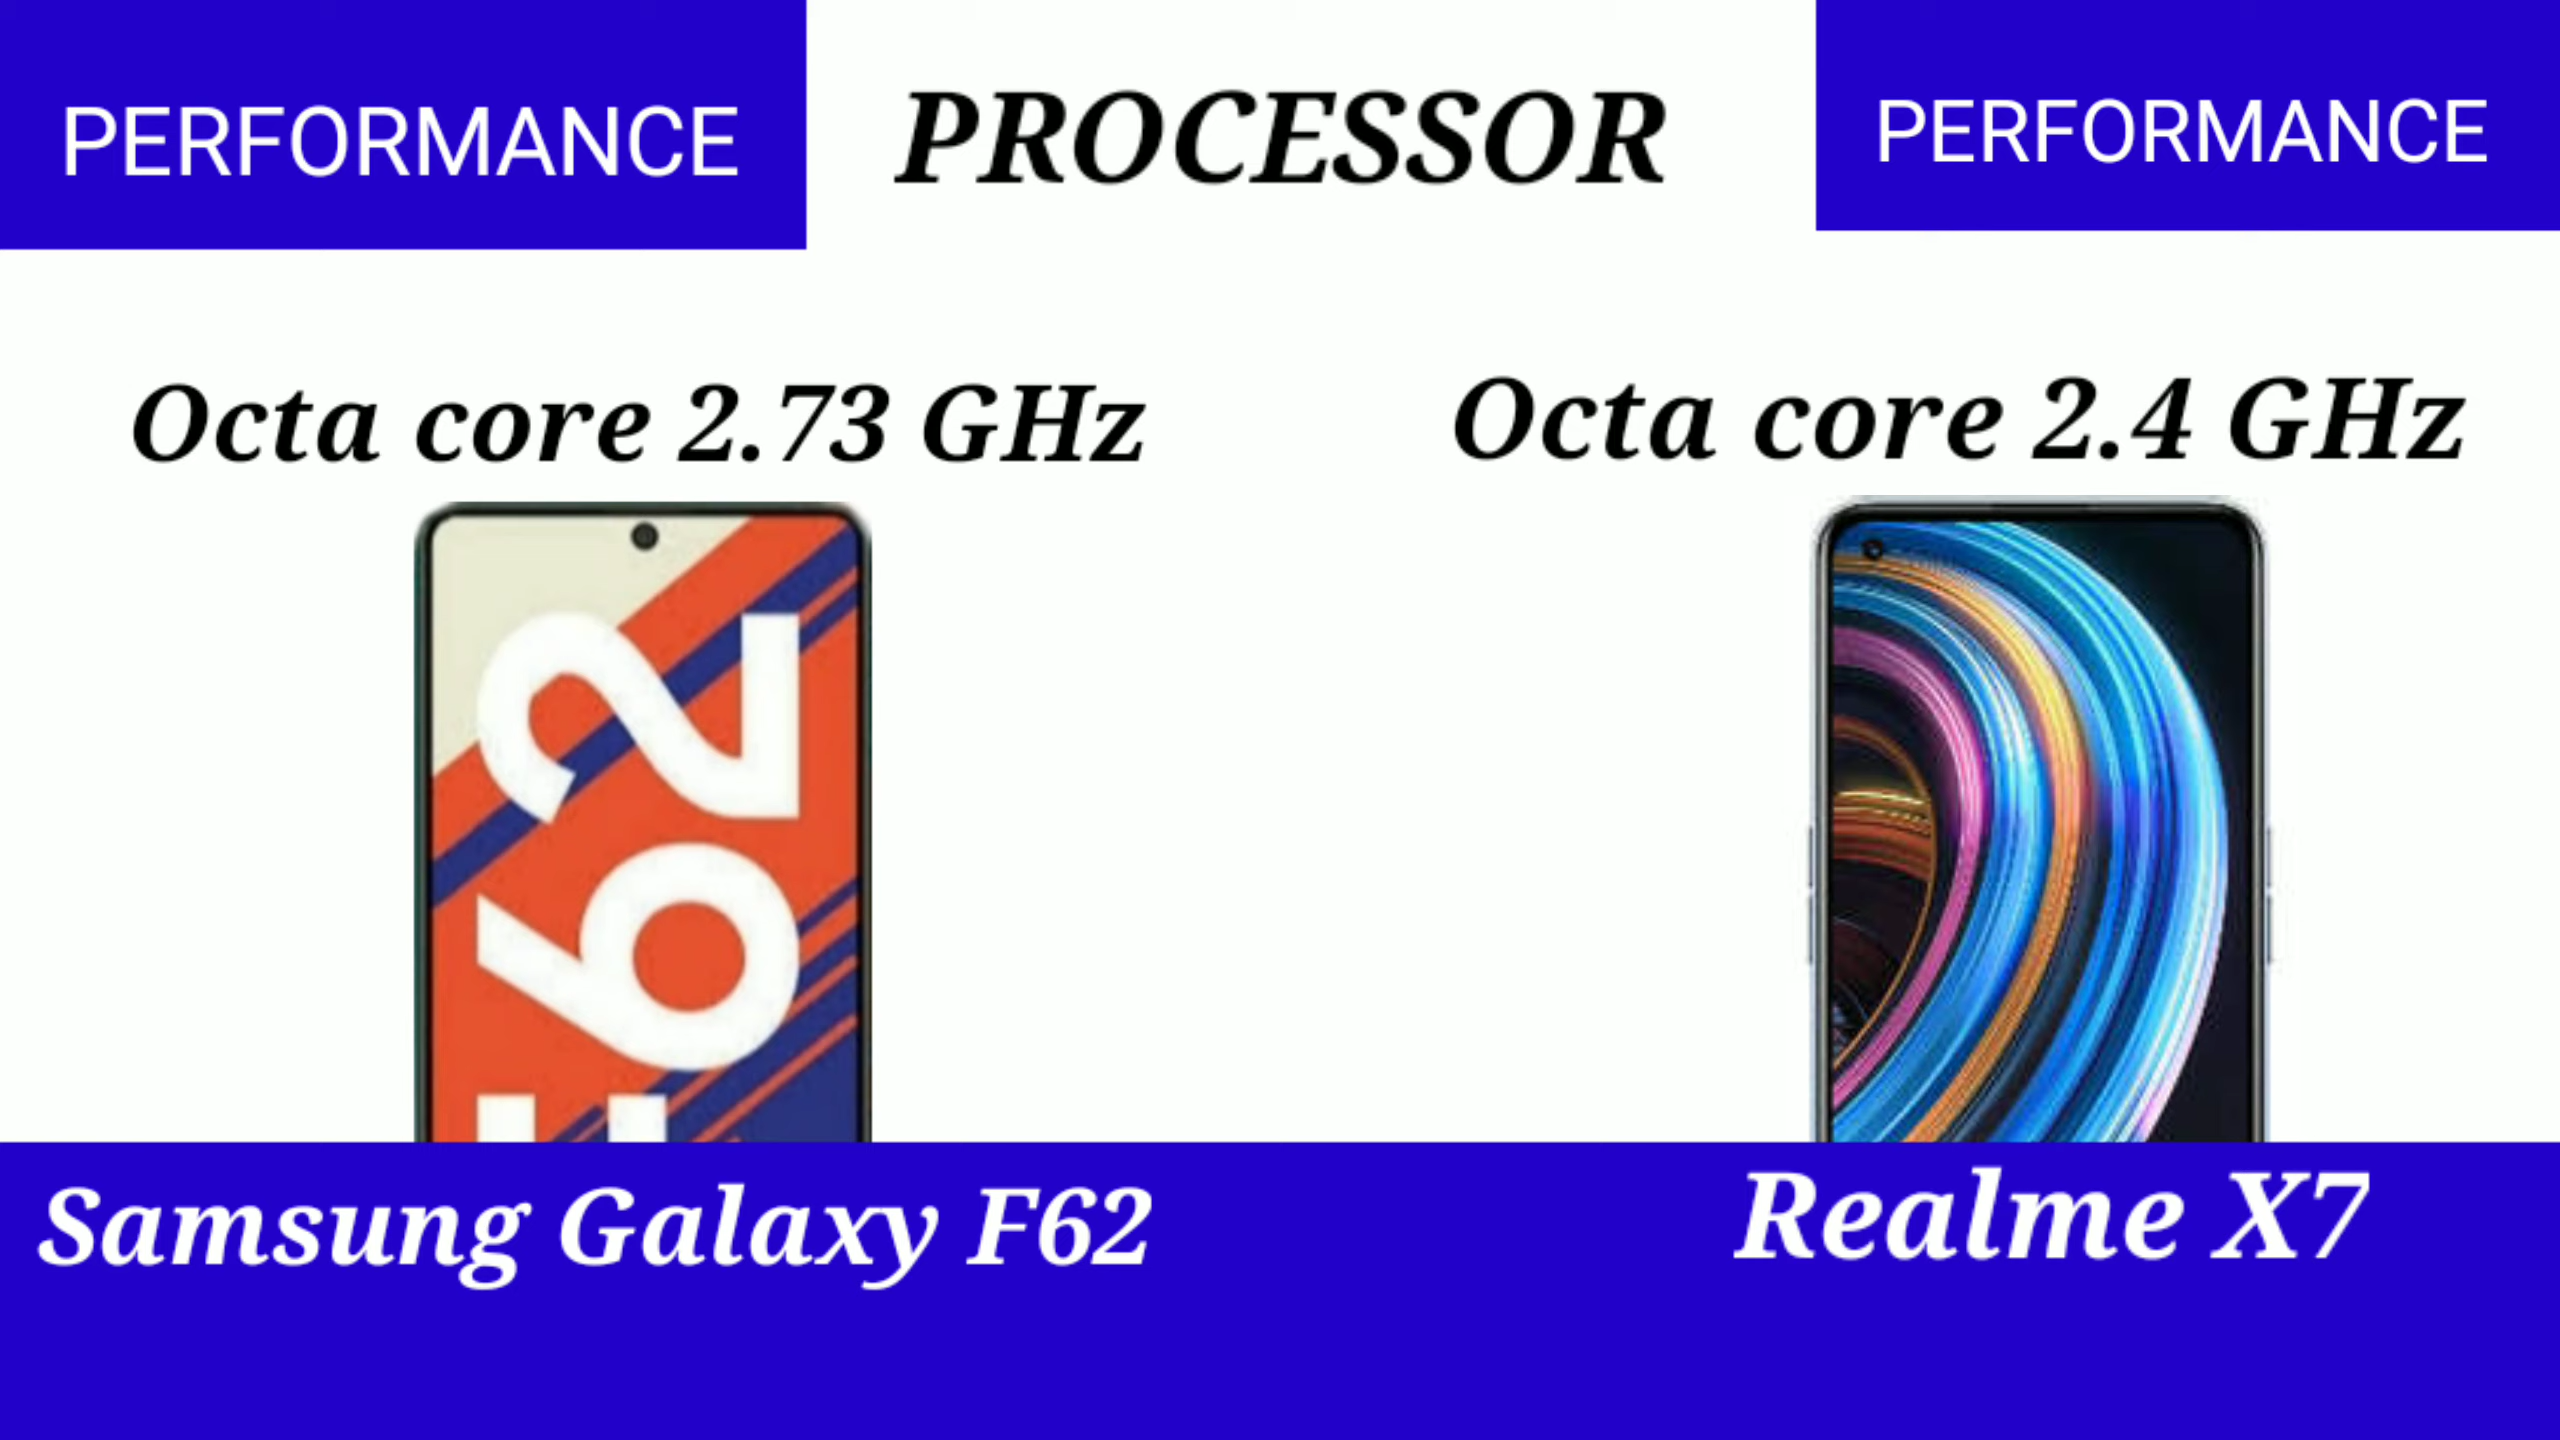 PERFORMANCE
PROCESSOR
PERFORMANCE
Octa core 2.73 GHz
Octa core 2.4 GHz
F62
Samsung Galaxy F62
Realme X7